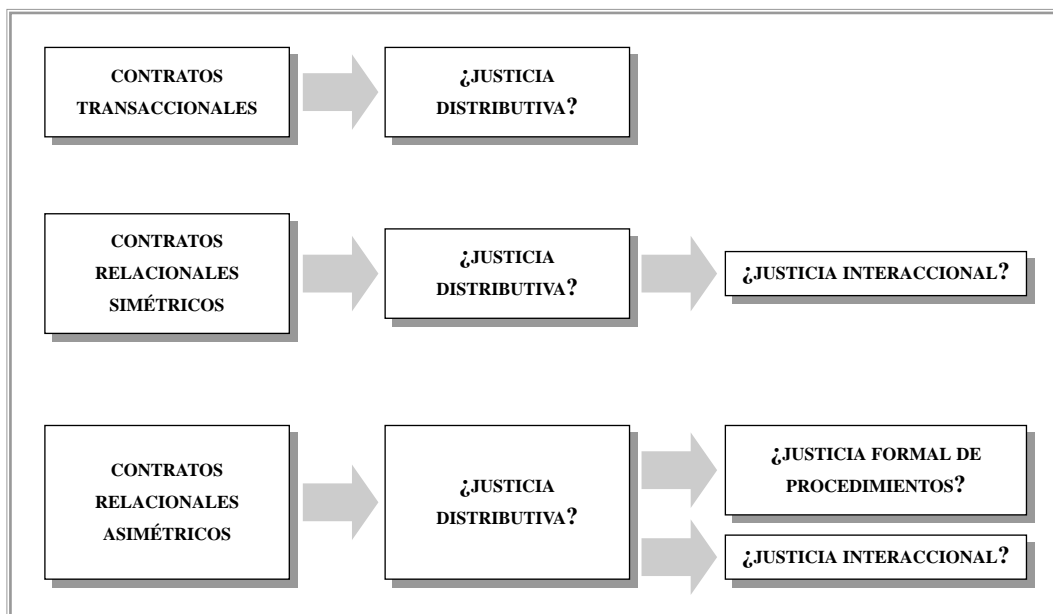 CONTRATOS
TRANSACCIONALES
¿JUSTICIA
DISTRIBUTIVA?
CONTRATOS
RELACIONALES
SIMÉTRICOS
¿JUSTICIA
DISTRIBUTIVA?
¿JUSTICIA INTERACCIONAL?
CONTRATOS
RELACIONALES
ASIMÉTRICOS
¿JUSTICIA
DISTRIBUTIVA?
¿JUSTICIA FORMAL DE
PROCEDIMIENTOS?
¿JUSTICIA INTERACCIONAL?